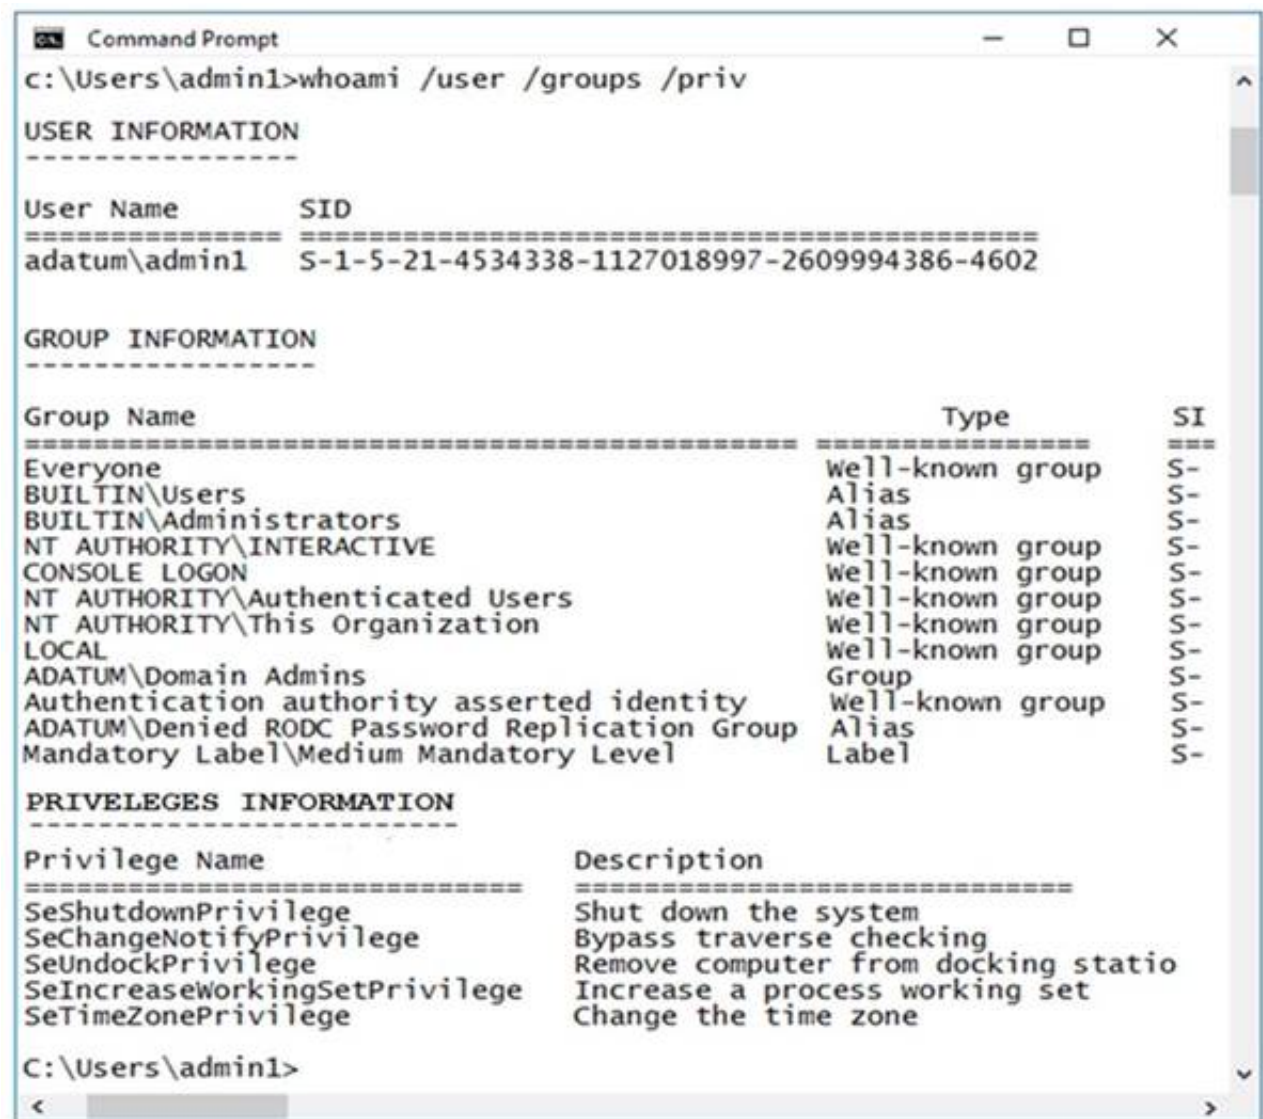 Command Prompt
c:\Users\admin1>whoami /user /groups /priv
USER INFORMATION
----------------
User Name SID
=============== ===========================================
adatum\admin1 S-1-5-21-4534338-1127018997-2609994386-4602
GROUP INFORMATION
-----------------
Group Name Type SI
============================================= ================ ===
Everyone Well-known group S-
BUILTIN\Users Alias S-
BUILTIN\Administrators Alias S-
NT AUTHORITY\INTERACTIVE Well-known group S-
CONSOLE LOGON Well-known group S-
NT AUTHORITY\Authenticated Users Well-known group S-
NT AUTHORITY\This Organization Well-known group S-
LOCAL Well-known group S-
ADATUM\Domain Admins Group S-
Authentication authority asserted identity Well-known group S-
ADATUM\Denied RODC Password Replication Group Alias S-
Mandatory Label\Medium Mandatory Level Label S-
PRIVELEGES INFORMATION
-------------------------
Privilege Name Description
============================= =============================
SeShutdownPrivilege Shut down the system
SeChangeNotifyPrivilege Bypass traverse checking
SeUndockPrivilege Remove computer from docking statio
SeIncreaseWorkingSetPrivilege Increase a process working set
SeTimeZonePrivilege Change the time zone
C:\Users\admin1>